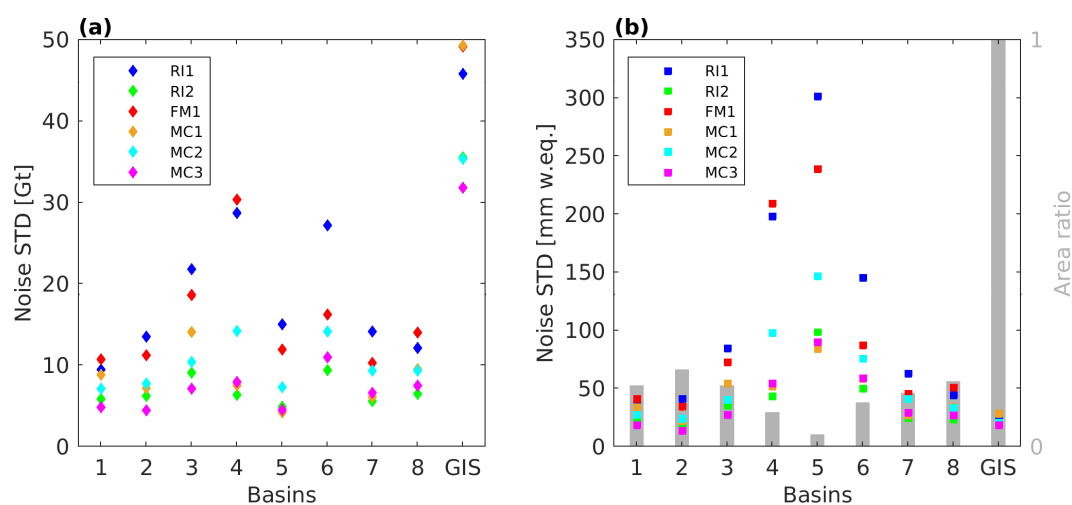 (a)
50
40
30
20
10
0
Noise STD [Gt]
RI1
RI2
FM1
MC1
MC2
MC3
1 2 3 4 5 6 7 8 GIS
Basins
(b)
350
300
250
200
150
100
50
0
Noise STD [mm w.eq.]
RI1
RI2
FM1
MC1
MC2
MC3
1
0
Area ratio
1 2 3 4 5 6 7 8 GIS
Basins